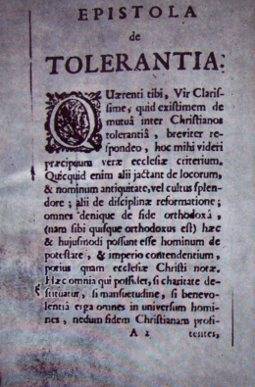 EPISTOLA
de
TOLERANTIA:
QUærenti tibi, Vir Claris-
sime, quid existimem de
mutuâ inter Christianos
tolerantiâ, breviter re-
spondeo, hoc mihi videri
præcipuum veræ ecclesiæ criterium.
Quicquid enim alii jactant de locorum,
& nominum antiquitate, vel cultus splen-
dore; alii de disciplinæ reformatione;
omnes denique de fide orthodoxâ,
(nam sibi quisque orthodoxus est) hæc
& hujusmodi possunt esse hominum de
potestate, & imperio contendentium,
potius quam ecclesiæ Christi notæ.
Hæc omnia qui possidet, si charitate de-
stituatur, si mansuetudine, si benevo-
lentiâ erga omnes in universum homi-
nes, nedum fidem Christianam profi-
A 2 tentes,